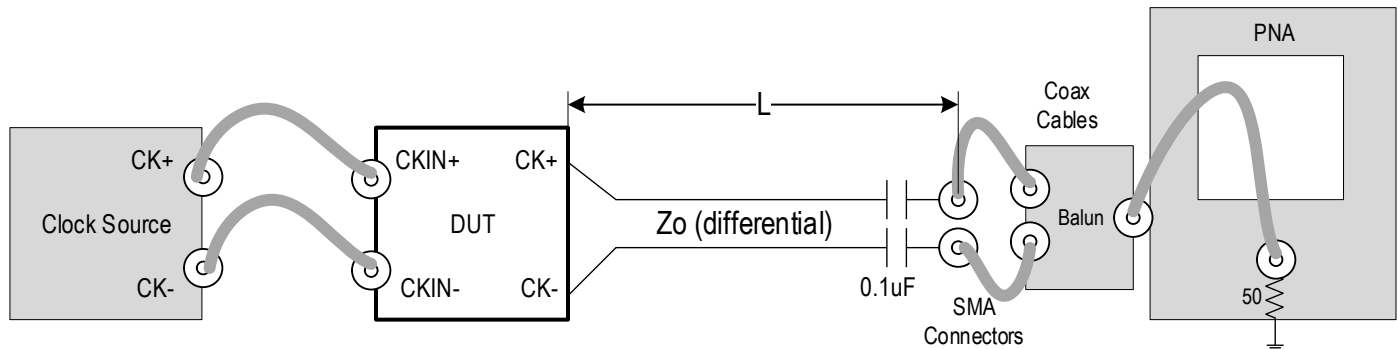 Clock Source
CK+
CK-
CKIN+
CKIN-
DUT
CK+
CK-
L
Zo (differential)
0.1uF
SMA
Connectors
Coax
Cables
Balun
PNA
50